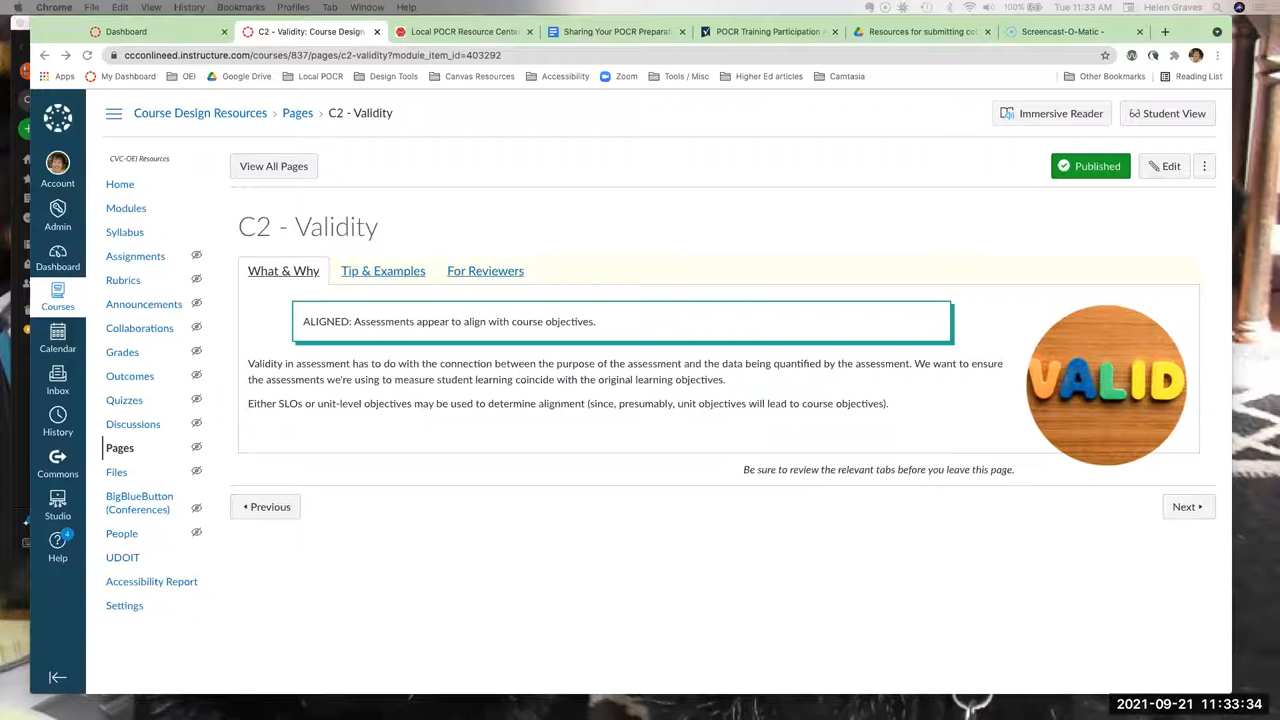 Chrome File Edit View History Bookmarks Profiles Tab Window Help 100% Tue 11:33 AM Helen Graves
Dashboard C2 - Validity: Course Design Local POCR Resource Cente Sharing Your POCR Preparati POCR Training Participation A Resources for submitting co Screencast-O-Matic -
cccconlineed.instructure.com/courses/837/pages/c2-validity?module_item_id=403292
Apps My Dashboard OEI Google Drive Local POCR Design Tools Canvas Resources Accessibility Zoom Tools / Misc Higher Ed articles Camtasia Other Bookmarks Reading List
Course Design Resources › Pages › C2 - Validity
Immersive Reader Student View
Account
Admin
Dashboard
Courses
Calendar
Inbox
History
Commons
Studio
4
Help
CVC-OEI Resources
Home
Modules
Syllabus
Assignments
Rubrics
Announcements
Collaborations
Grades
Outcomes
Quizzes
Discussions
Pages
Files
BigBlueButton
(Conferences)
People
UDOIT
Accessibility Report
Settings
View All Pages
Published Edit
C2 - Validity
What & Why Tip & Examples For Reviewers
ALIGNED: Assessments appear to align with course objectives.
Validity in assessment has to do with the connection between the purpose of the assessment and the data being quantified by the assessment. We want to ensure
the assessments we're using to measure student learning coincide with the original learning objectives.
Either SLOs or unit-level objectives may be used to determine alignment (since, presumably, unit objectives will lead to course objectives).
VALID
Be sure to review the relevant tabs before you leave this page.
Previous Next
2021-09-21 11:33:34